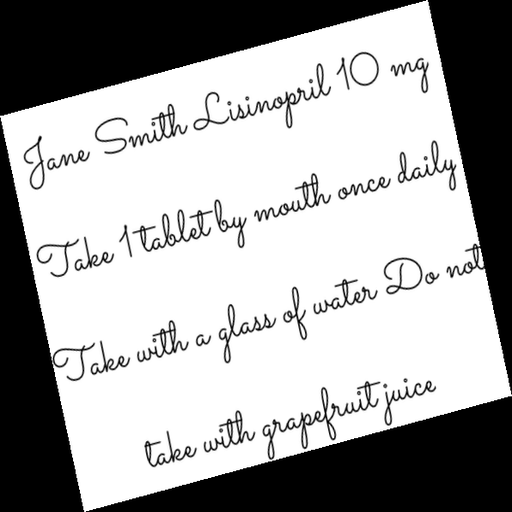 Jane Smith Lisinopril 10 mg
Take 1 tablet by mouth once daily
Take with a glass of water Do not
take with grapefruit juice